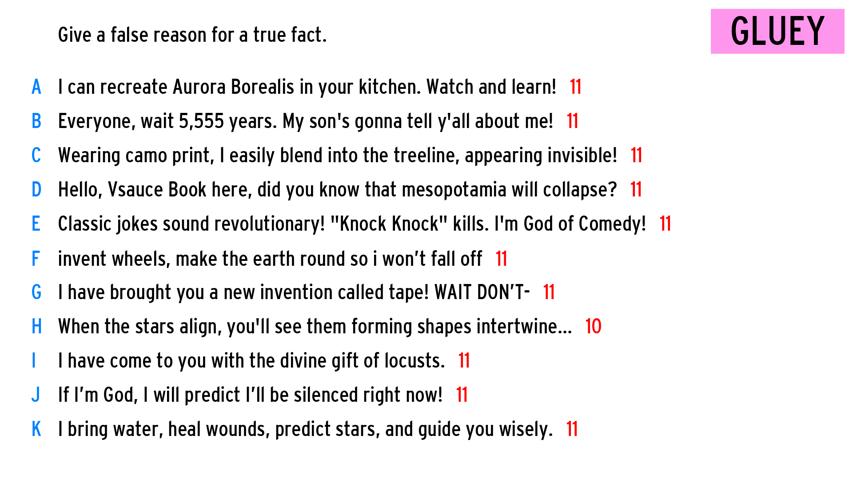 Give a false reason for a true fact.
GLUEY
A I can recreate Aurora Borealis in your kitchen. Watch and learn! 11
B Everyone, wait 5,555 years. My son's gonna tell y'all about me! 11
C Wearing camo print, I easily blend into the treeline, appearing invisible! 11
D Hello, Vsauce Book here, did you know that mesopotamia will collapse? 11
E Classic jokes sound revolutionary! "Knock Knock" kills. I'm God of Comedy! 11
F invent wheels, make the earth round so i won’t fall off 11
G I have brought you a new invention called tape! WAIT DON’T- 11
H When the stars align, you'll see them forming shapes intertwine... 10
I I have come to you with the divine gift of locusts. 11
J If I’m God, I will predict I’ll be silenced right now! 11
K I bring water, heal wounds, predict stars, and guide you wisely. 11